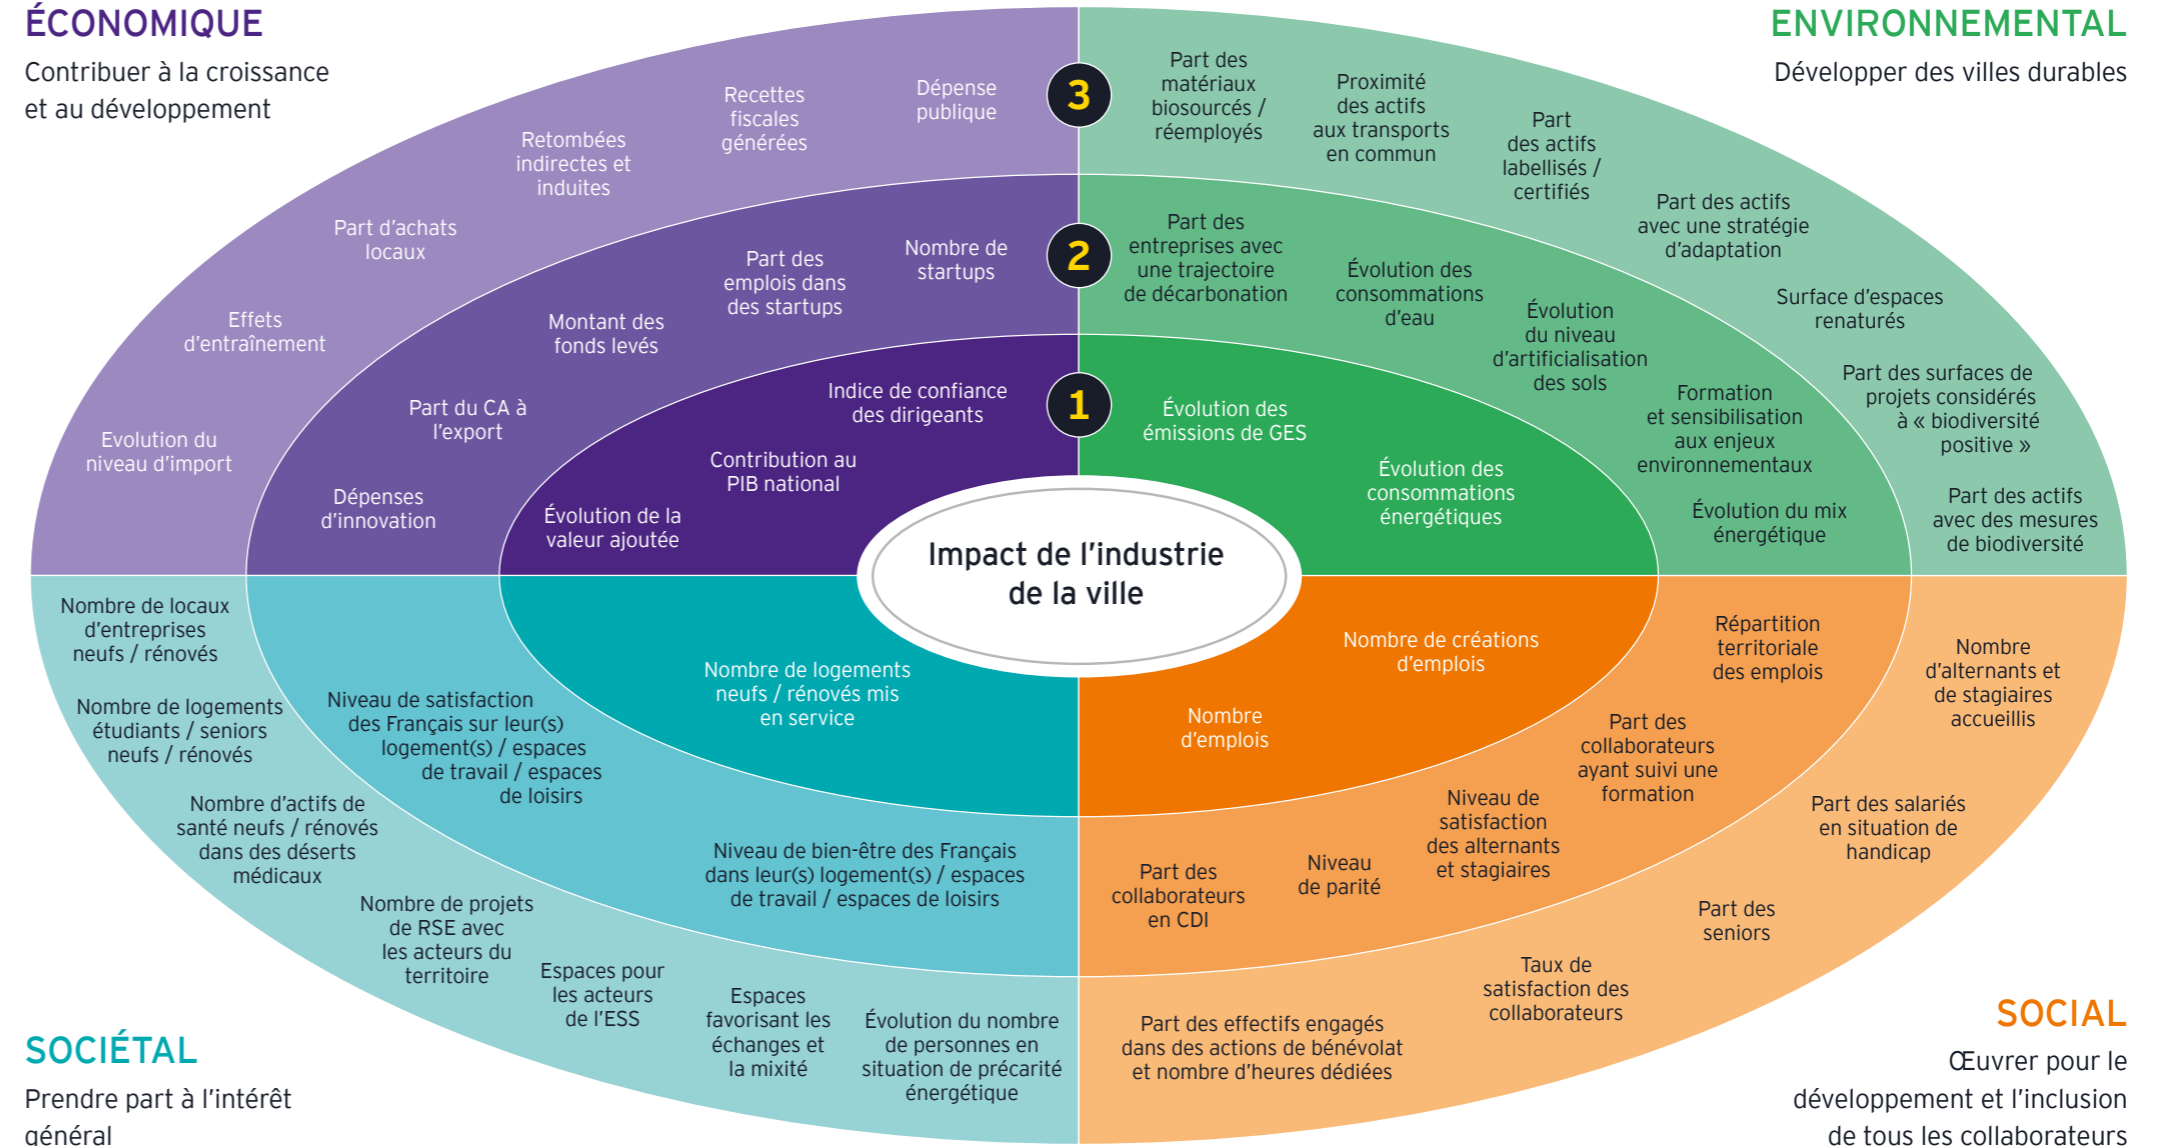 ÉCONOMIQUE
Contribuer à la croissance
et au développement
ENVIRONNEMENTAL
Développer des villes durables
3
Dépense
publique
Recettes
fiscales
générées
Retombées
indirectes et
induites
Part d'achats
locaux
Effets
d'entraînement
Evolution du
niveau d'import
Part des
matériaux
biosourcés /
réemployés
Proximité
des actifs
aux transports
en commun
Part
des actifs
labellisés /
certifiés
Part des actifs
avec une stratégie
d'adaptation
Surface d'espaces
renaturés
Part des surfaces de
projets considérés
à « biodiversité
positive »
Part des actifs
avec des mesures
de biodiversité
2
Nombre de
startups
Part des
emplois dans
des startups
Montant des
fonds levés
Part du CA à
l'export
Dépenses
d'innovation
Part des
entreprises avec
une trajectoire
de décarbonation
Évolution des
consommations
d'eau
Évolution
du niveau
d'artificialisation
des sols
Formation
et sensibilisation
aux enjeux
environnementaux
Évolution du mix
énergétique
1
Indice de confiance
des dirigeants
Contribution au
PIB national
Évolution de la
valeur ajoutée
Évolution des
émissions de GES
Évolution des
consommations
énergétiques
Impact de l'industrie
de la ville
Nombre de logements
neufs / rénovés mis
en service
Nombre de créations
d'emplois
Nombre
d'emplois
Niveau de satisfaction
des Français sur leur(s)
logement(s) / espaces
de travail / espaces
de loisirs
Niveau de bien-être des Français
dans leur(s) logement(s) / espaces
de travail / espaces de loisirs
Répartition
territoriale
des emplois
Part des
collaborateurs
ayant suivi une
formation
Niveau de
satisfaction
des alternants
et stagiaires
Niveau
de parité
Part des
collaborateurs
en CDI
Nombre de locaux
d'entreprises
neufs / rénovés
Nombre de logements
étudiants / seniors
neufs / rénovés
Nombre d'actifs de
santé neufs / rénovés
dans des déserts
médicaux
Nombre de projets
de RSE avec
les acteurs du
territoire
Espaces pour
les acteurs
de l'ESS
Espaces
favorisant les
échanges et
la mixité
Évolution du nombre
de personnes en
situation de précarité
énergétique
Nombre
d'alternants et
de stagiaires
accueillis
Part des salariés
en situation de
handicap
Part des
seniors
Taux de
satisfaction des
collaborateurs
Part des effectifs engagés
dans des actions de bénévolat
et nombre d'heures dédiées
SOCIÉTAL
Prendre part à l'intérêt
général
SOCIAL
Œuvrer pour le
développement et l'inclusion
de tous les collaborateurs